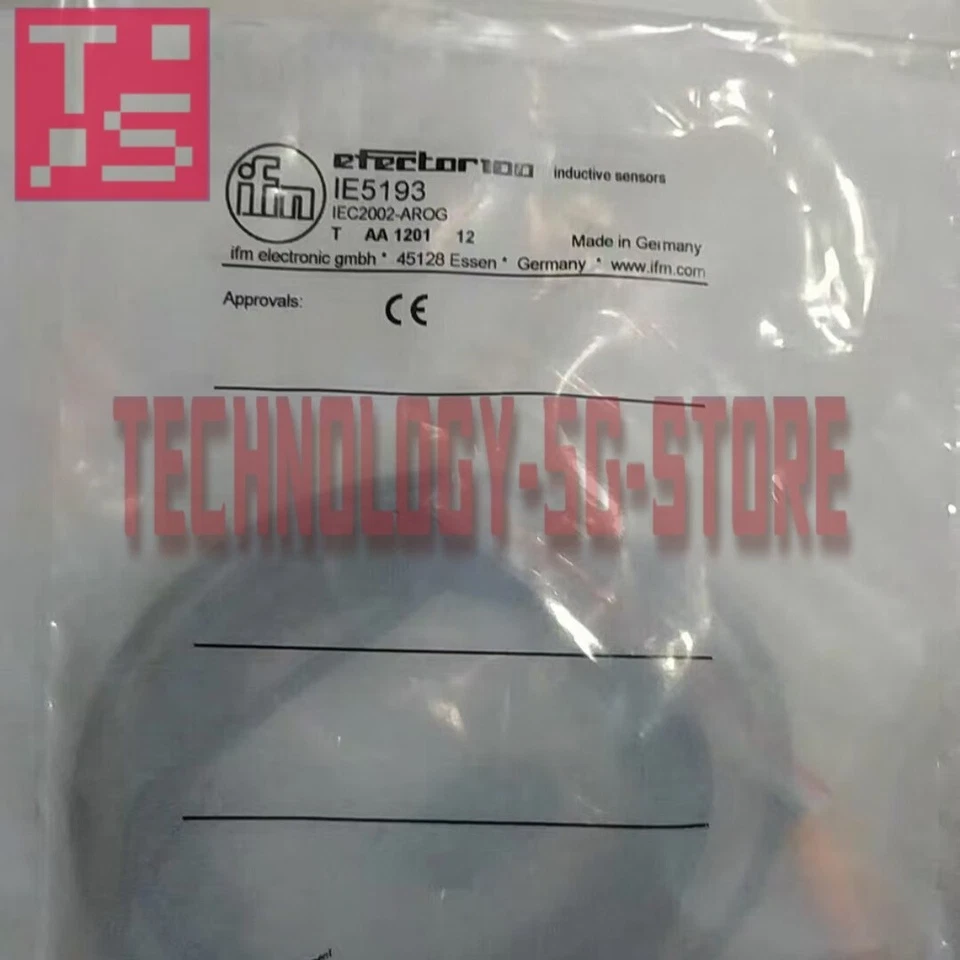 T S
ifm
efector100 inductive sensors
IE5193
IEC2002-AROG
T AA 1201 12 Made in Germany
ifm electronic gmbh * 45128 Essen * Germany * www.ifm.com
Approvals: CE
TECHNOLOGY-SG-STORE